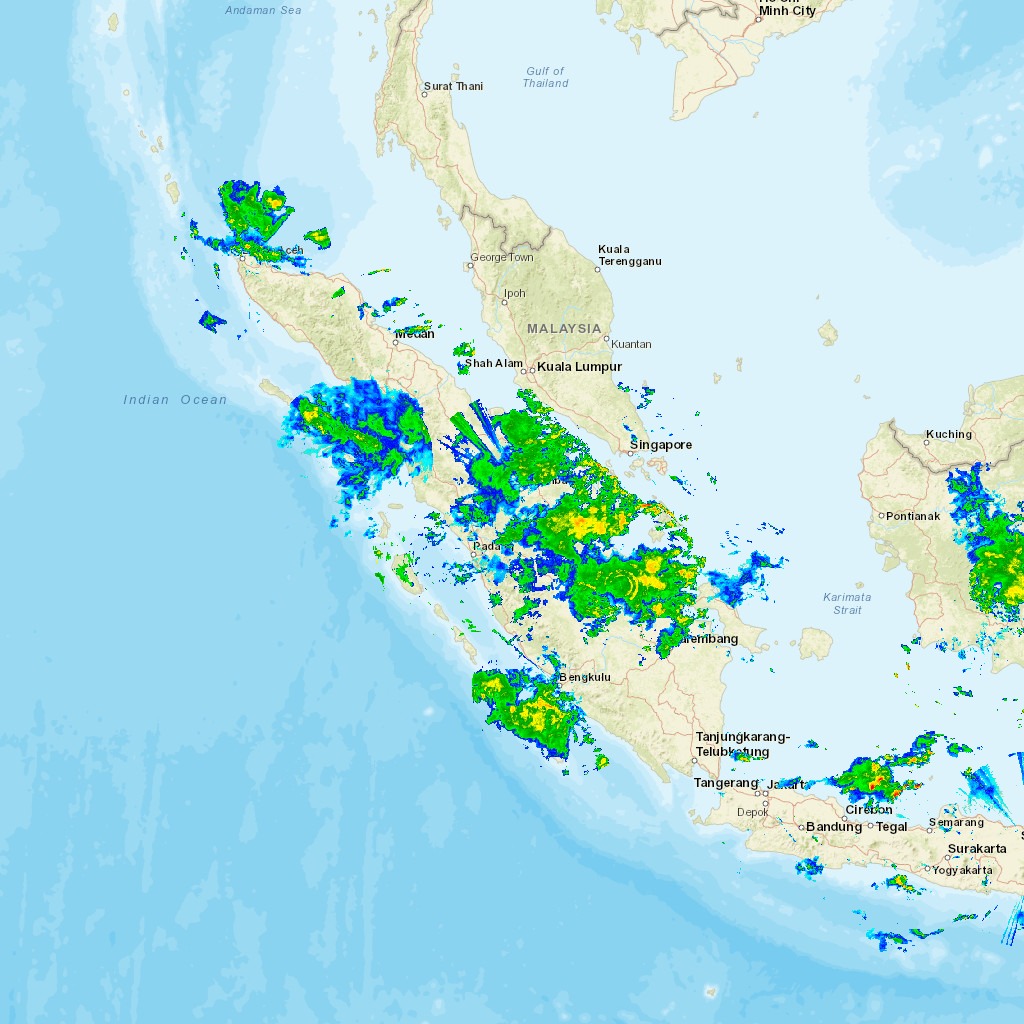 Andaman Sea
Minh City
Gulf of
Thailand
Surat Thani
Kuala
Terengganu
George Town
Ipoh
MALAYSIA
Kuantan
Medan
Shah Alam
Kuala Lumpur
Indian Ocean
Singapore
Kuching
Pontianak
Karimata
Strait
Bengkulu
Tanjungkarang-
Telukbetung
Tangerang
Jakarta
Depok
Cirebon
Bandung
Tegal
Semarang
Surakarta
Yogyakarta